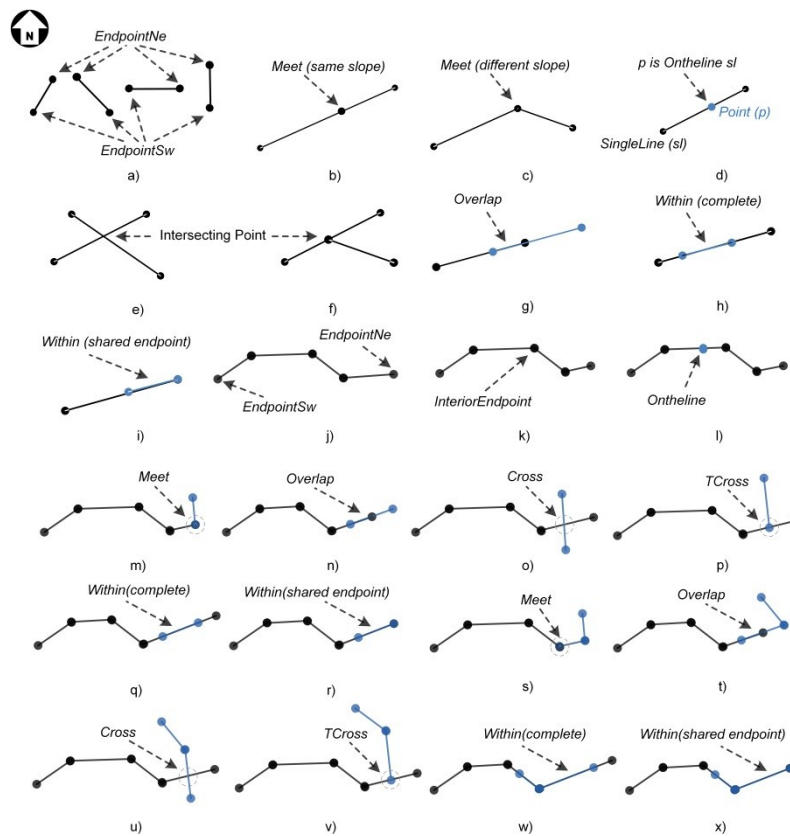 N
EndpointNe
EndpointSw
a)
Meet (same slope)
b)
Meet (different slope)
c)
p is Ontheline sl
Point (p)
SingleLine (sl)
d)
Intersecting Point
e)
f)
Overlap
g)
Within (complete)
h)
Within (shared endpoint)
i)
EndpointNe
EndpointSw
j)
InteriorEndpoint
k)
Ontheline
l)
Meet
m)
Overlap
n)
Cross
o)
TCross
p)
Within(complete)
q)
Within(shared endpoint)
r)
Meet
s)
Overlap
t)
Cross
u)
TCross
v)
Within(complete)
w)
Within(shared endpoint)
x)